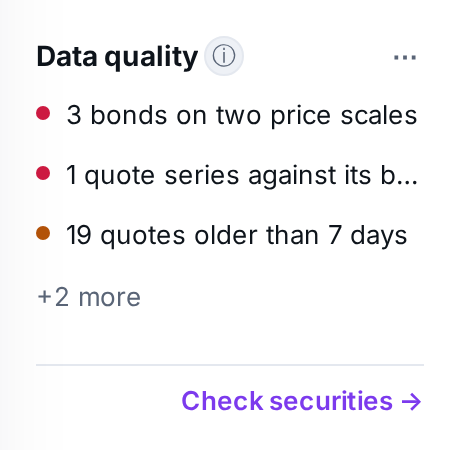 Data quality ⓘ ...
3 bonds on two price scales
1 quote series against its b...
19 quotes older than 7 days
+2 more
Check securities →